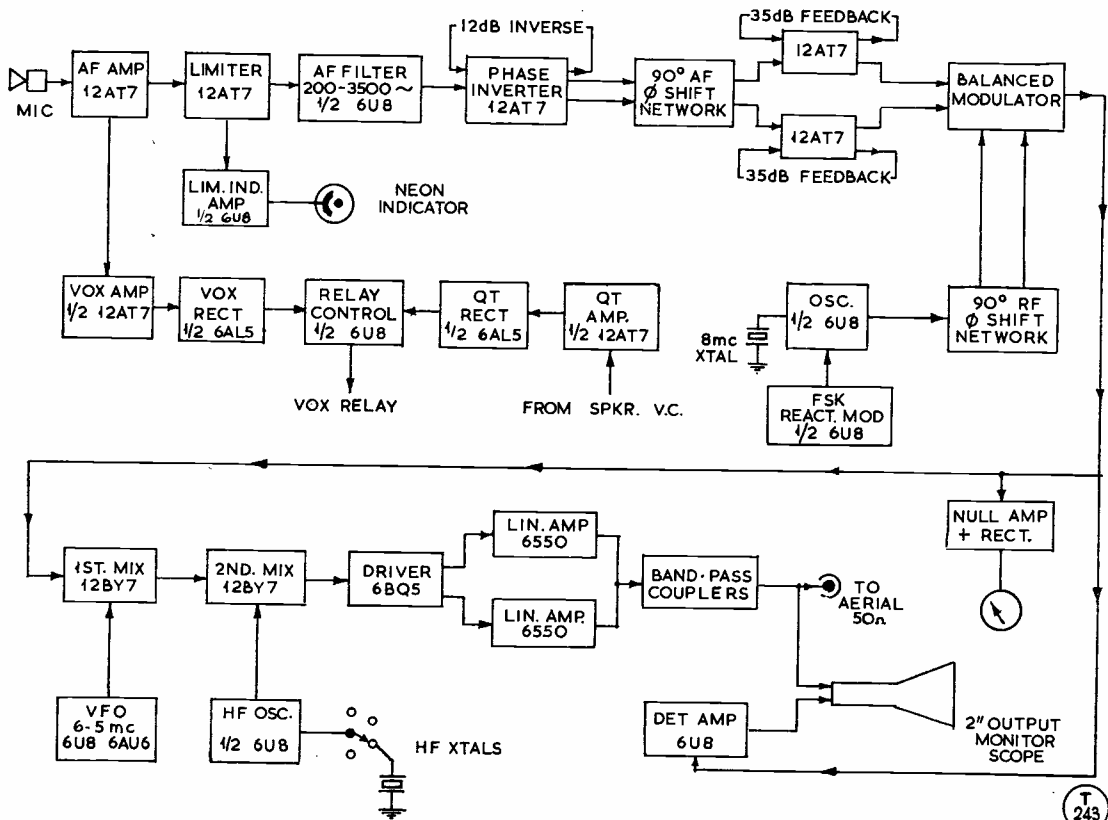 12dB INVERSE
35dB FEEDBACK
MIC
AF AMP
12AT7
LIMITER
12AT7
AF FILTER
200-3500~
1/2 6U8
PHASE
INVERTER
12AT7
90° AF
Ø SHIFT
NETWORK
12AT7
12AT7
35dB FEEDBACK
BALANCED
MODULATOR
LIM. IND.
AMP
1/2 6U8
NEON
INDICATOR
VOX AMP
1/2 12AT7
VOX
RECT
1/2 6AL5
RELAY
CONTROL
1/2 6U8
QT
RECT
1/2 6AL5
QT
AMP.
1/2 12AT7
8mc
XTAL
OSC.
1/2 6U8
90° RF
Ø SHIFT
NETWORK
VOX RELAY
FROM SPKR. V.C.
FSK
REACT. MOD
1/2 6U8
NULL AMP
+ RECT.
1ST. MIX
12BY7
2ND. MIX
12BY7
DRIVER
6BQ5
LIN. AMP
6550
LIN. AMP.
6550
BAND-PASS
COUPLERS
TO
AERIAL
50Ω
VFO
6-5 mc
6U8 6AU6
HF OSC.
1/2 6U8
HF XTALS
DET AMP
6U8
2" OUTPUT
MONITOR
SCOPE
T
243